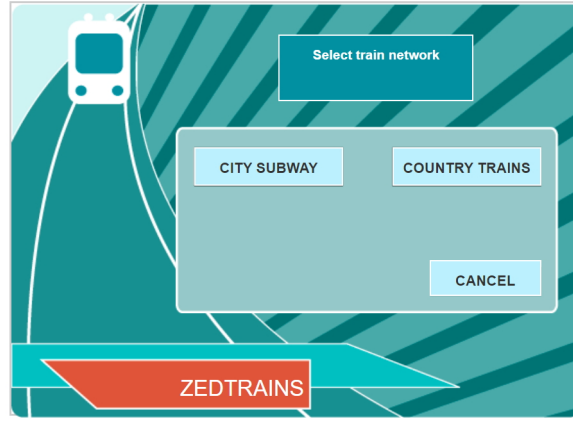 Select train network
CITY SUBWAY
COUNTRY TRAINS
CANCEL
ZEDTRAINS